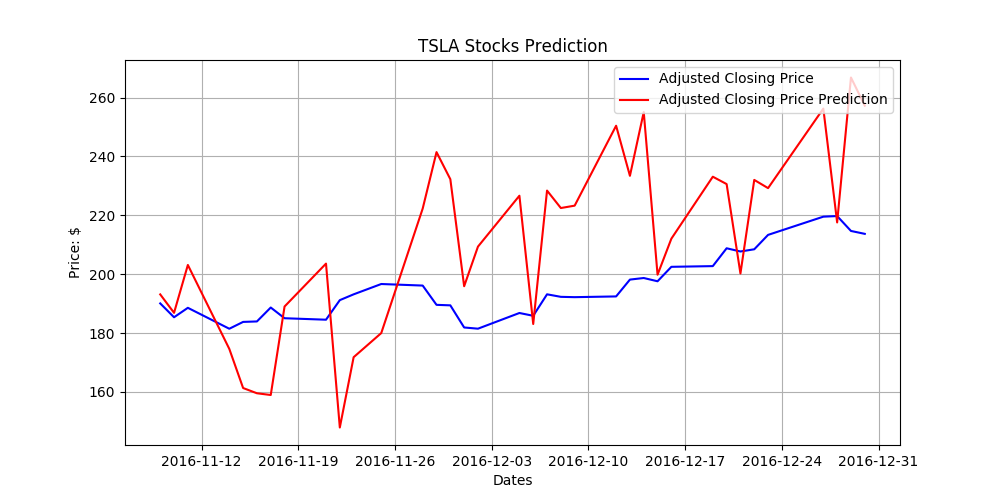 TSLA Stocks Prediction
Adjusted Closing Price
Adjusted Closing Price Prediction
Price: $
260
240
220
200
180
160
2016-11-12 2016-11-19 2016-11-26 2016-12-03 2016-12-10 2016-12-17 2016-12-24 2016-12-31
Dates